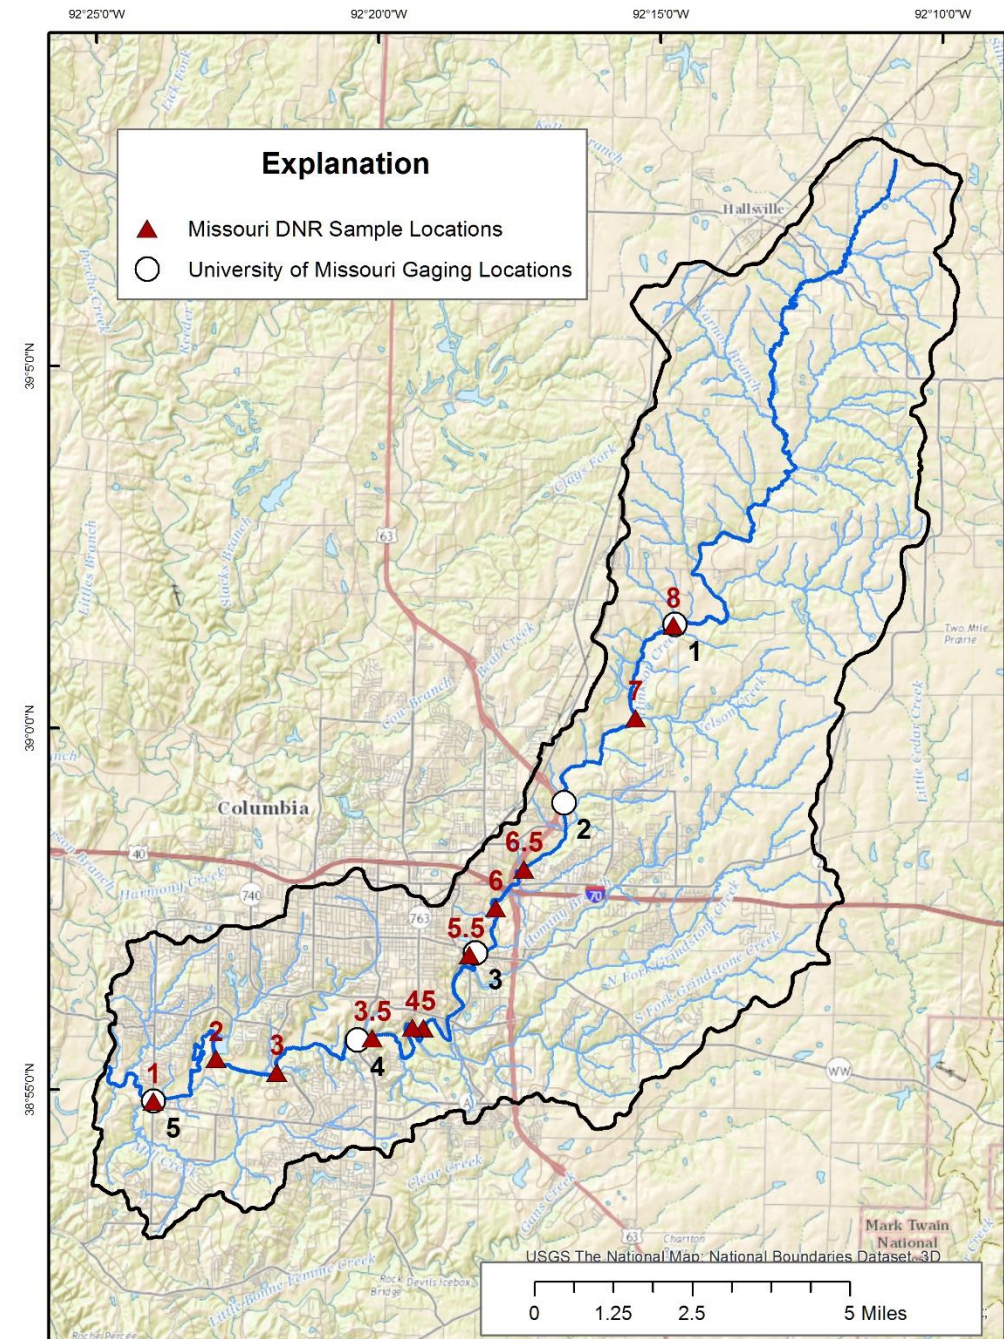 92°25'0"W
92°20'0"W
92°15'0"W
92°10'0"W
Lick Fork
Explanation
Missouri DNR Sample Locations
University of Missouri Gaging Locations
Hallsville
Varnon Branch
39°5'0"N
Clays Fork
63
Slacks Branch
8
1
Two Mile
Prairie
Bear Creek
Cow Branch
7
Nelson Creek
Little Cedar Creek
39°0'0"N
Columbia
2
6.5
40
Harmony Creek
740
6
70
763
Hominy Branch
5.5
3
N Fork Grindstone Creek
S Fork Grindstone Creek
3.5
45
2
3
4
WW
38°55'0"N
1
5
A
Mill Creek
Clear Creek
Gans Creek
63
Mark Twain
National
Little Bonne Femme Creek
Rock
Bridge
Devils Icebox
USGS The National Map: National Boundaries Dataset, 3D
0
1.25
2.5
5 Miles